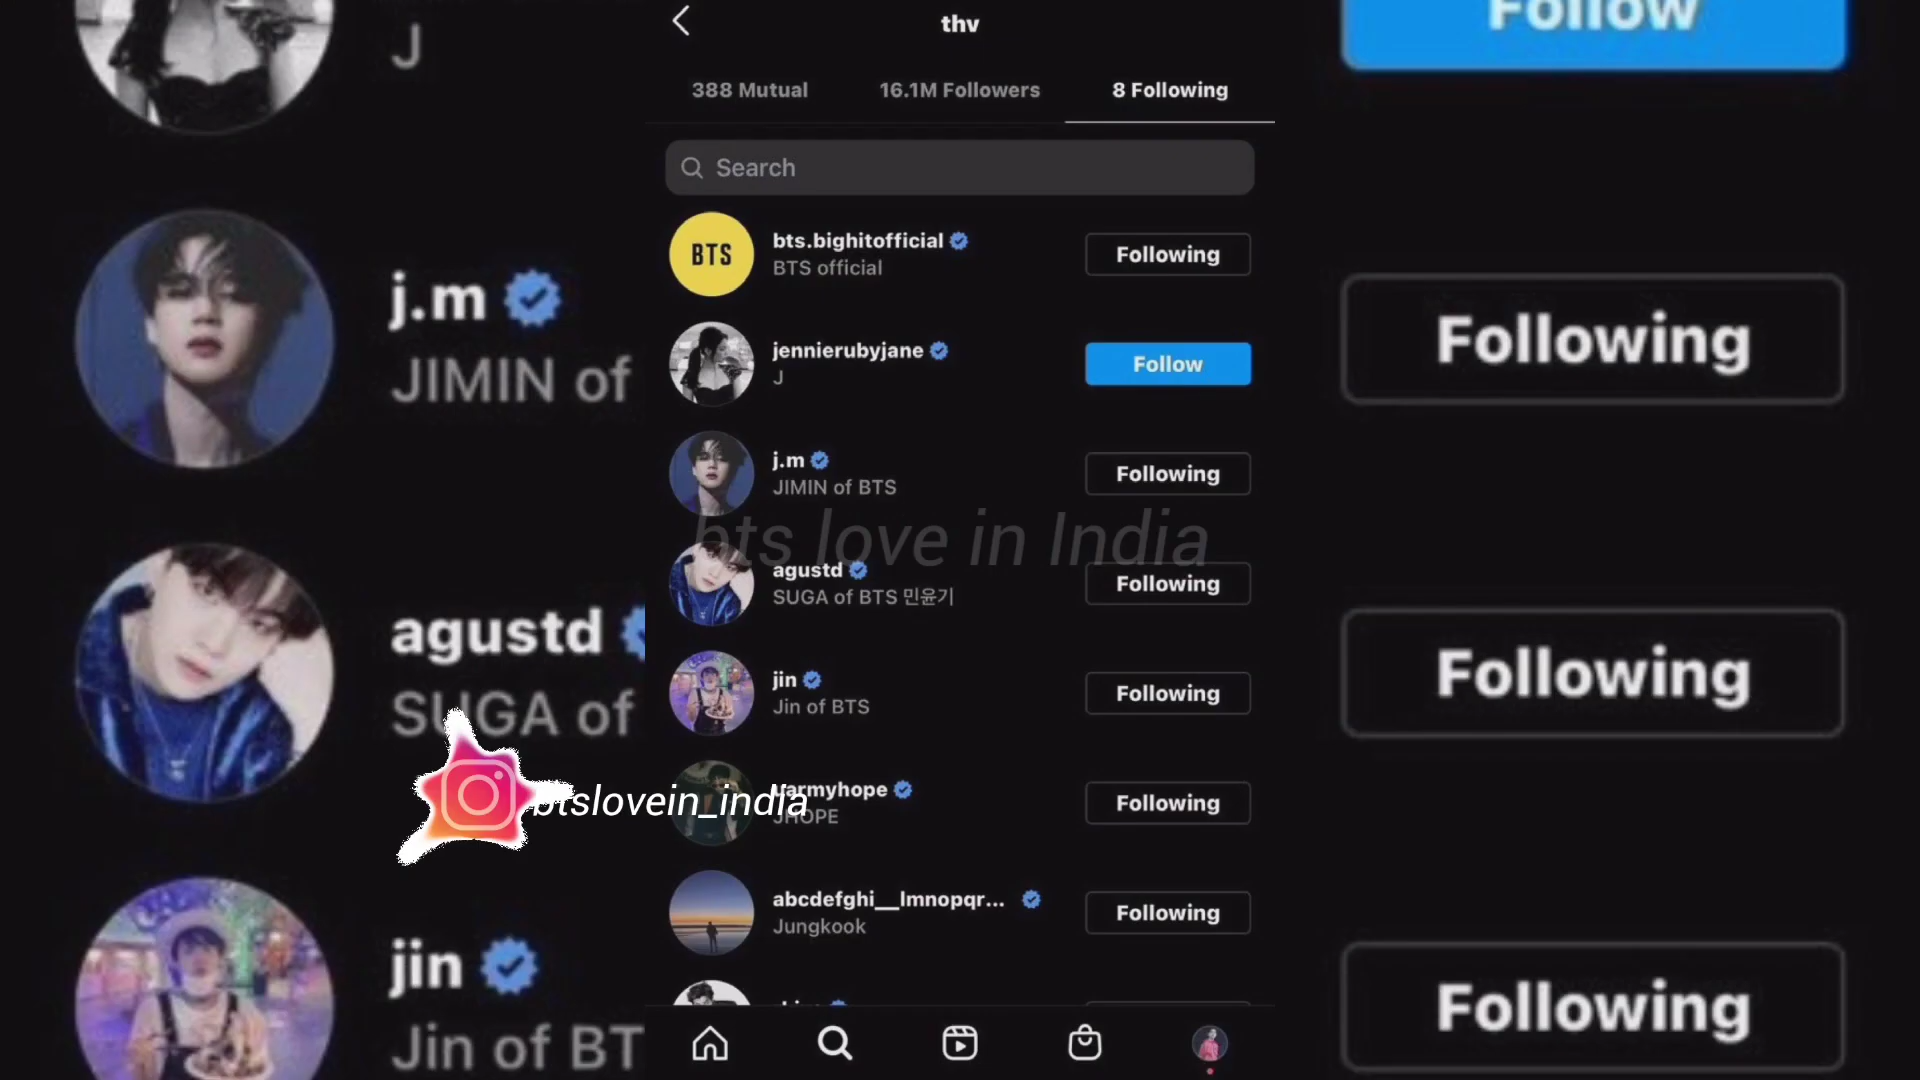 thv
388 Mutual 16.1M Followers 8 Following
Search
BTS
bts.bighitofficial
BTS official
Following
jennierubyjane
J
Follow
j.m
JIMIN of BTS
Following
bts love in India
agustd
SUGA of BTS 민윤기
Following
jin
Jin of BTS
Following
uarmyhope
JHOPE
Following
btslovein_india
abcdefghi__lmnopqr...
Jungkook
Following
J
Follow
j.m
JIMIN of
Following
agustd
SUGA of
Following
jin
Jin of BT
Following